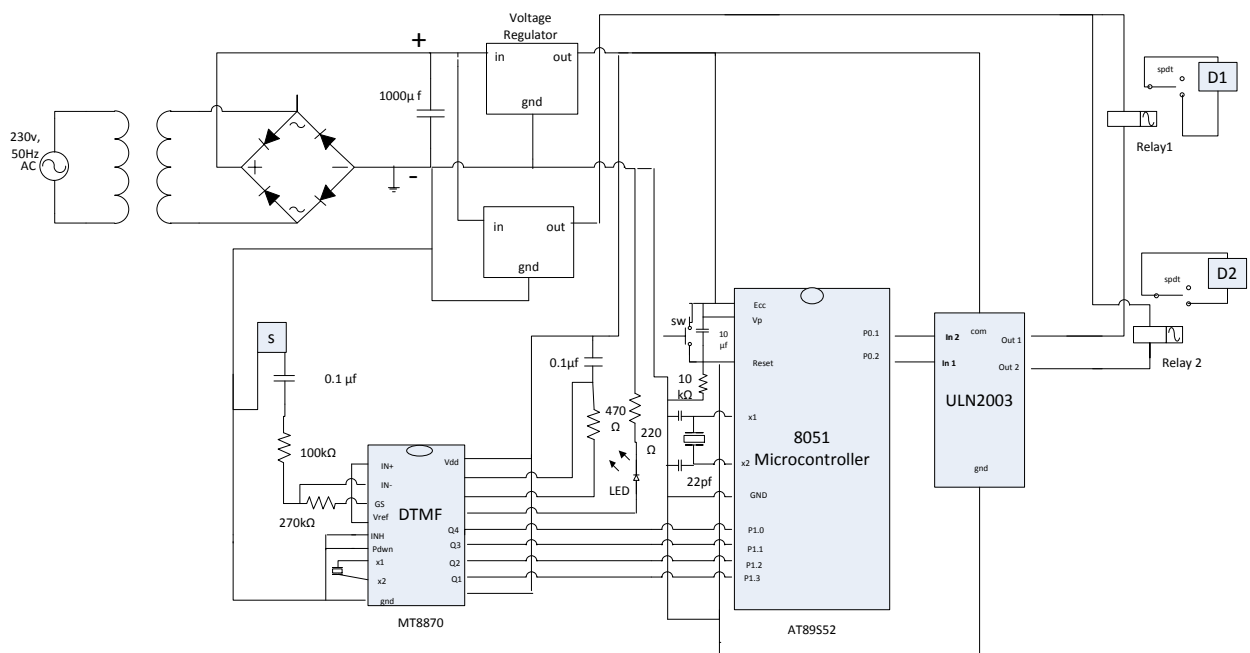 Voltage
Regulator
+
in
out
gnd
1000µ f
230v,
50Hz
AC
~
+
−
~
-
in
out
gnd
spdt
D1
Relay1
spdt
D2
Relay 2
S
0.1 µf
100kΩ
270kΩ
0.1µf
470
Ω
220
Ω
LED
IN+
IN-
GS
Vref
INH
Pdwn
x1
x2
gnd
Vdd
DTMF
Q4
Q3
Q2
Q1
MT8870
sw
10
µf
10
kΩ
22pf
Ecc
Vp
Reset
x1
x2
GND
P1.0
P1.1
P1.2
P1.3
P0.1
P0.2
8051
Microcontroller
AT89S52
In 2
In 1
com
Out 1
Out 2
ULN2003
gnd